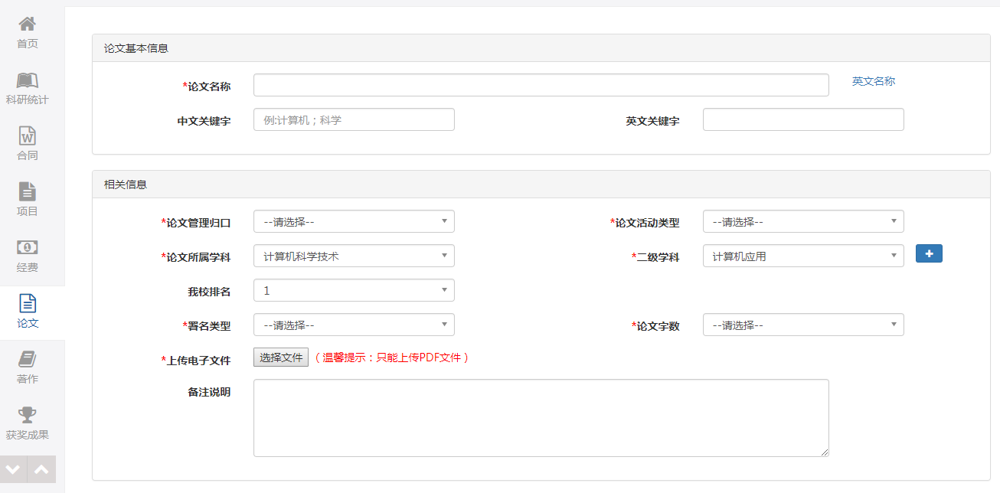 首页
科研统计
合同
项目
经费
论文
著作
获奖成果
论文基本信息
*论文名称 英文名称
中文关键字 例:计算机；科学 英文关键字
相关信息
*论文管理归口 --请选择-- *论文活动类型 --请选择--
*论文所属学科 计算机科学技术 *二级学科 计算机应用
我校排名 1
*署名类型 --请选择-- *论文字数 --请选择--
*上传电子文件 选择文件 （温馨提示：只能上传PDF文件）
备注说明